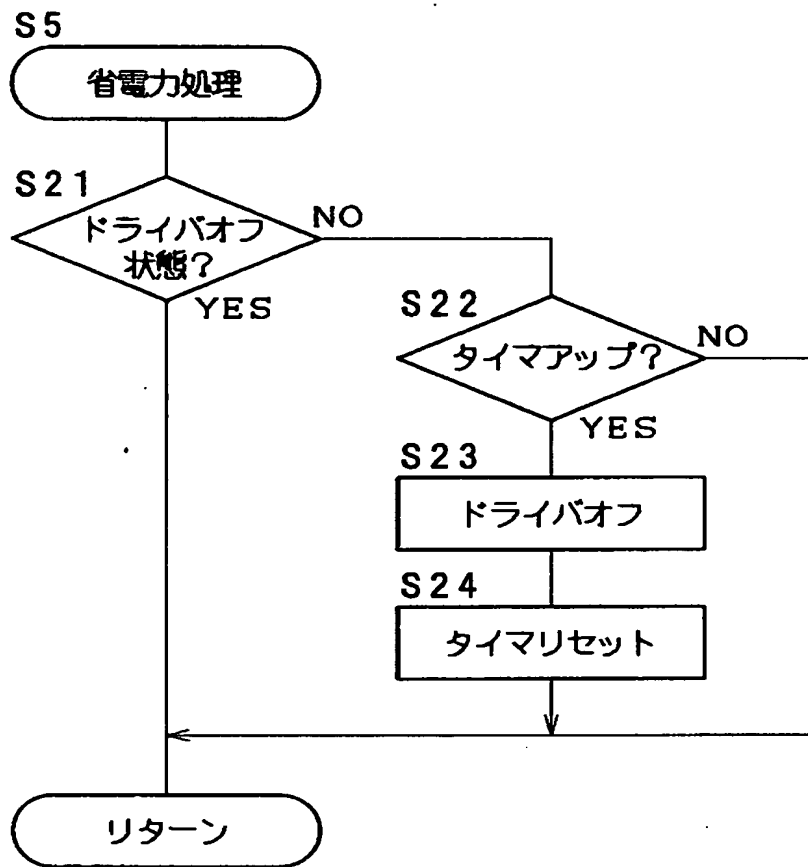 S5
省電力処理
S21
ドライバオフ
状態?
NO
YES
S22
タイマアップ?
NO
YES
S23
ドライバオフ
S24
タイマリセット
リターン